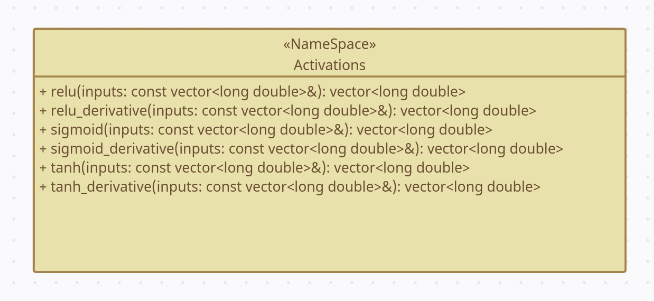 «NameSpace»
Activations
+ relu(inputs: const vector<long double>&): vector<long double>
+ relu_derivative(inputs: const vector<long double>&): vector<long double>
+ sigmoid(inputs: const vector<long double>&): vector<long double>
+ sigmoid_derivative(inputs: const vector<long double>&): vector<long double>
+ tanh(inputs: const vector<long double>&): vector<long double>
+ tanh_derivative(inputs: const vector<long double>&): vector<long double>